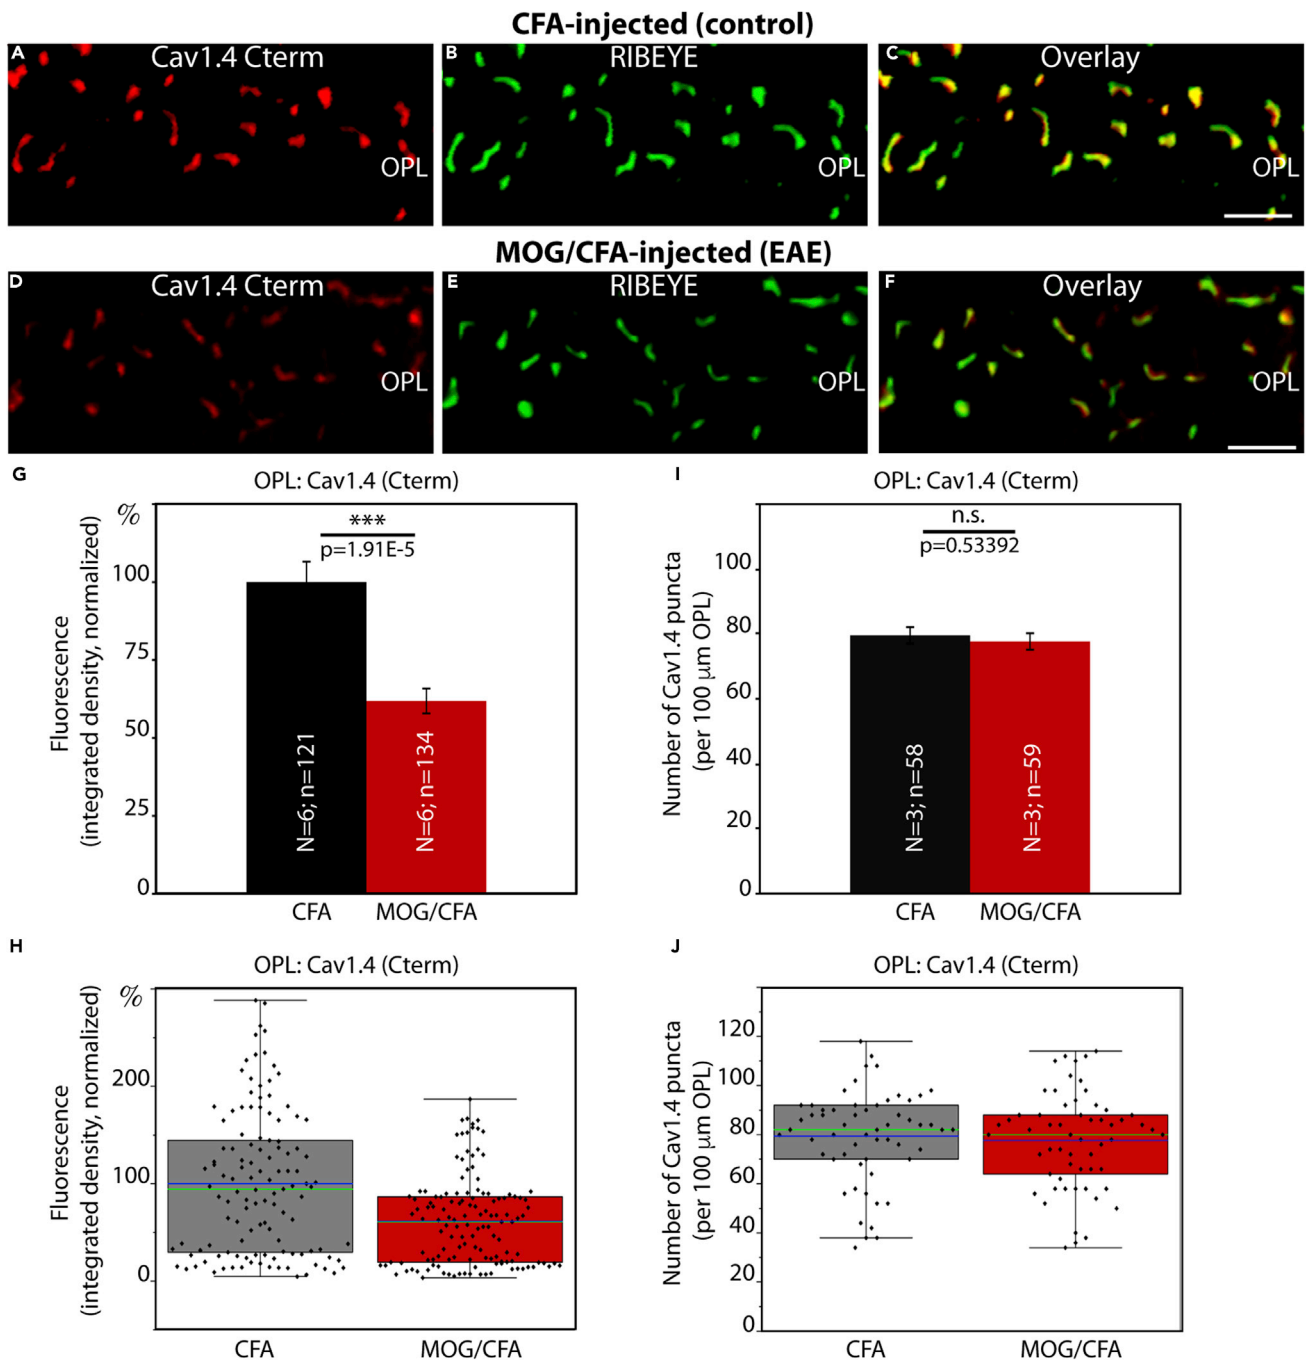 CFA-injected (control)
A Cav1.4 Cterm
OPL
B RIBEYE
OPL
C Overlay
OPL
MOG/CFA-injected (EAE)
D Cav1.4 Cterm
OPL
E RIBEYE
OPL
F Overlay
OPL
G
OPL: Cav1.4 (Cterm)
%
Fluorescence
(integrated density, normalized)
100
75
50
25
0
***
p=1.91E-5
N=6; n=121
N=6; n=134
CFA
MOG/CFA
I
OPL: Cav1.4 (Cterm)
Number of Cav1.4 puncta
(per 100 μm OPL)
100
80
60
40
20
0
n.s.
p=0.53392
N=3; n=58
N=3; n=59
CFA
MOG/CFA
H
OPL: Cav1.4 (Cterm)
%
Fluorescence
(integrated density, normalized)
200
100
0
CFA
MOG/CFA
J
OPL: Cav1.4 (Cterm)
Number of Cav1.4 puncta
(per 100 μm OPL)
120
100
80
60
40
20
0
CFA
MOG/CFA